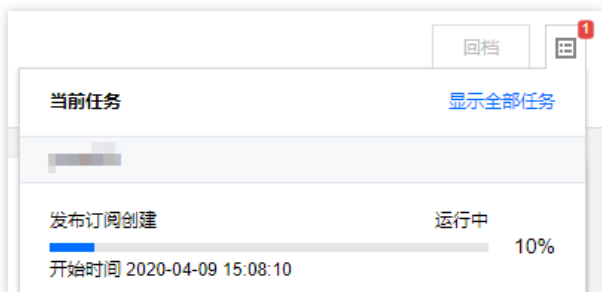 回档
1
当前任务 显示全部任务
发布订阅创建 运行中
10%
开始时间 2020-04-09 15:08:10